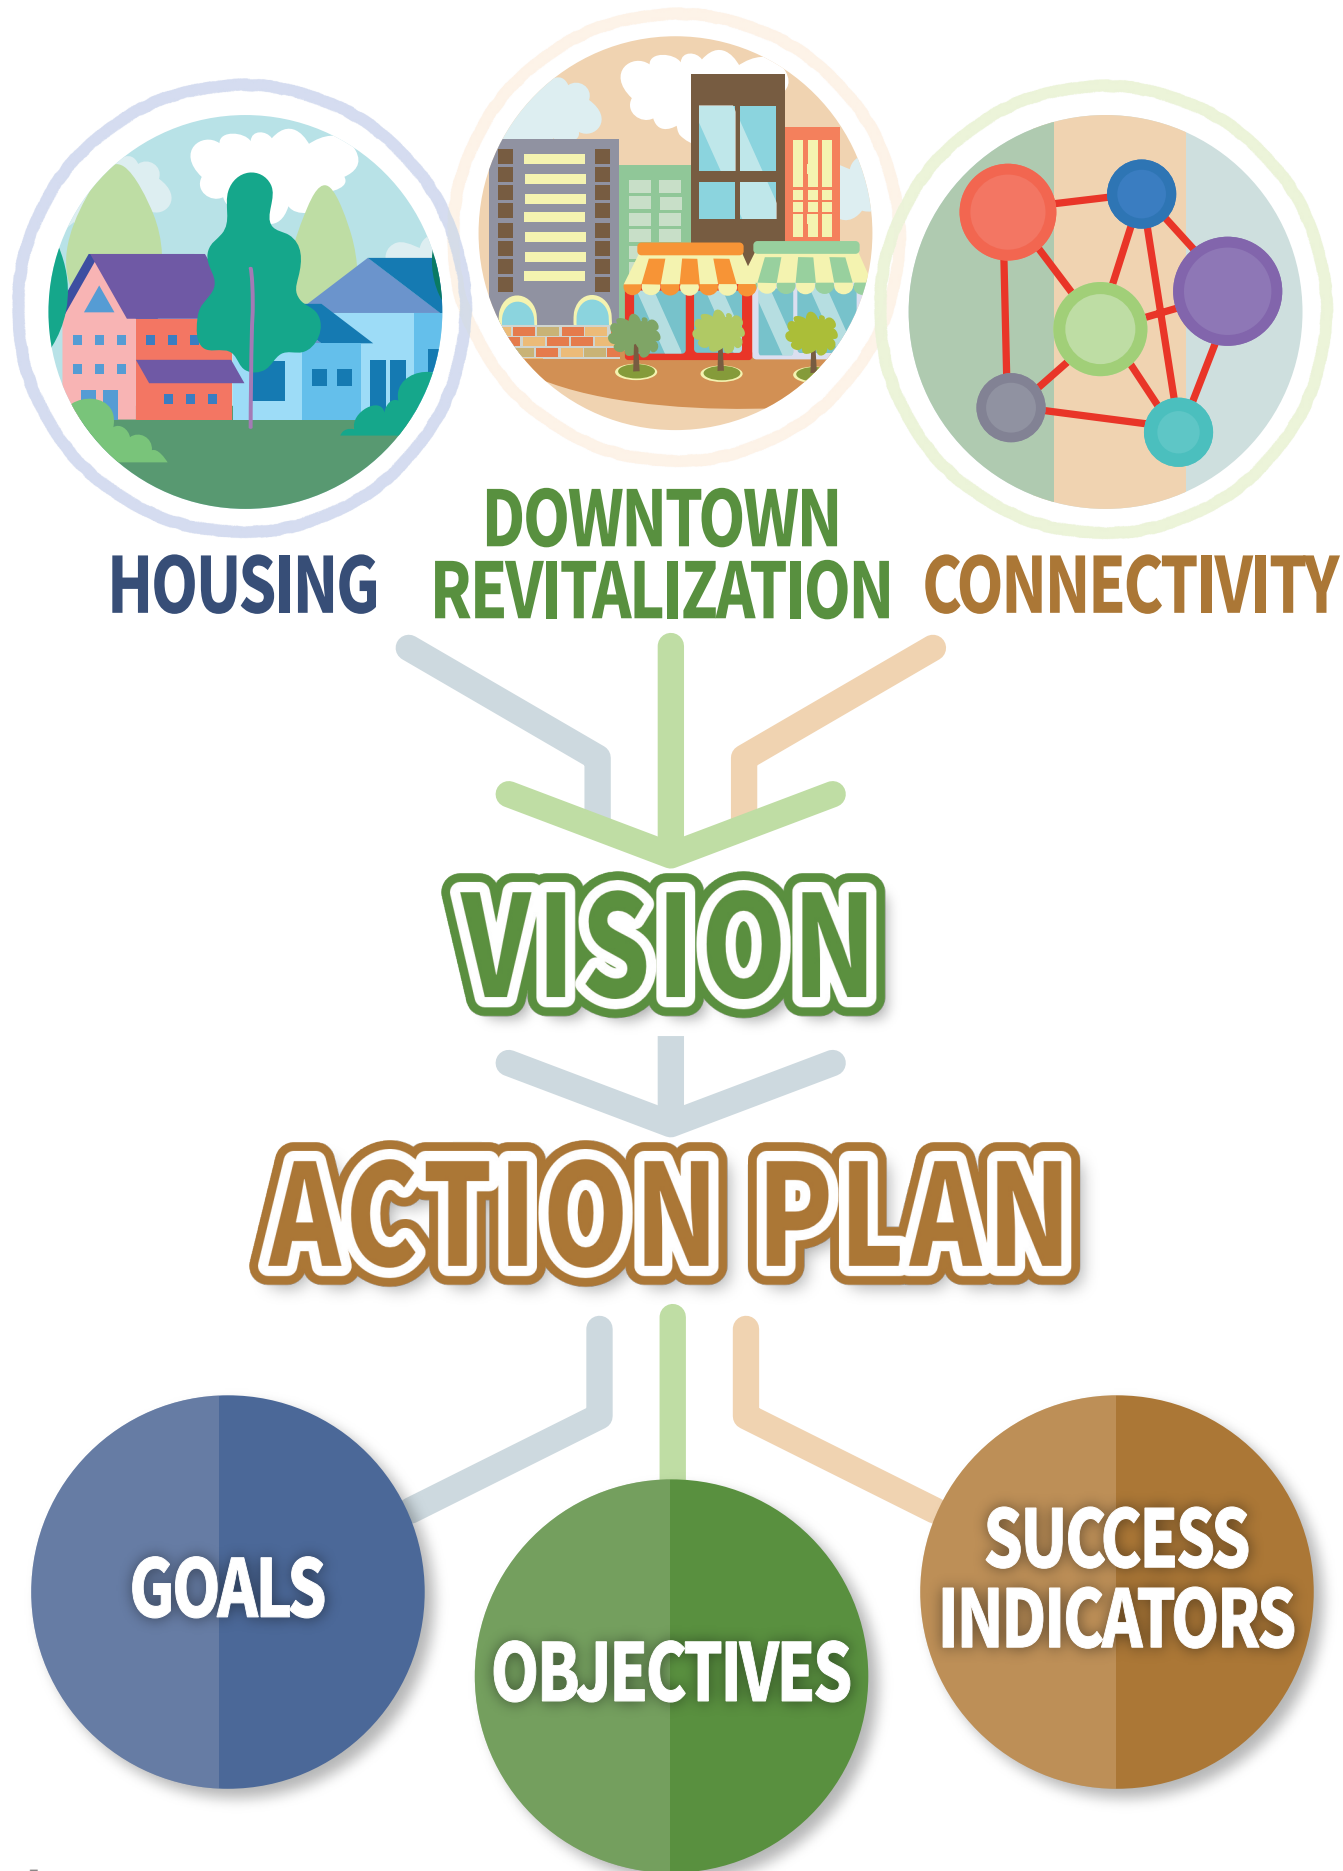 HOUSING
DOWNTOWN
REVITALIZATION
CONNECTIVITY
VISION
ACTION PLAN
GOALS
OBJECTIVES
SUCCESS
INDICATORS